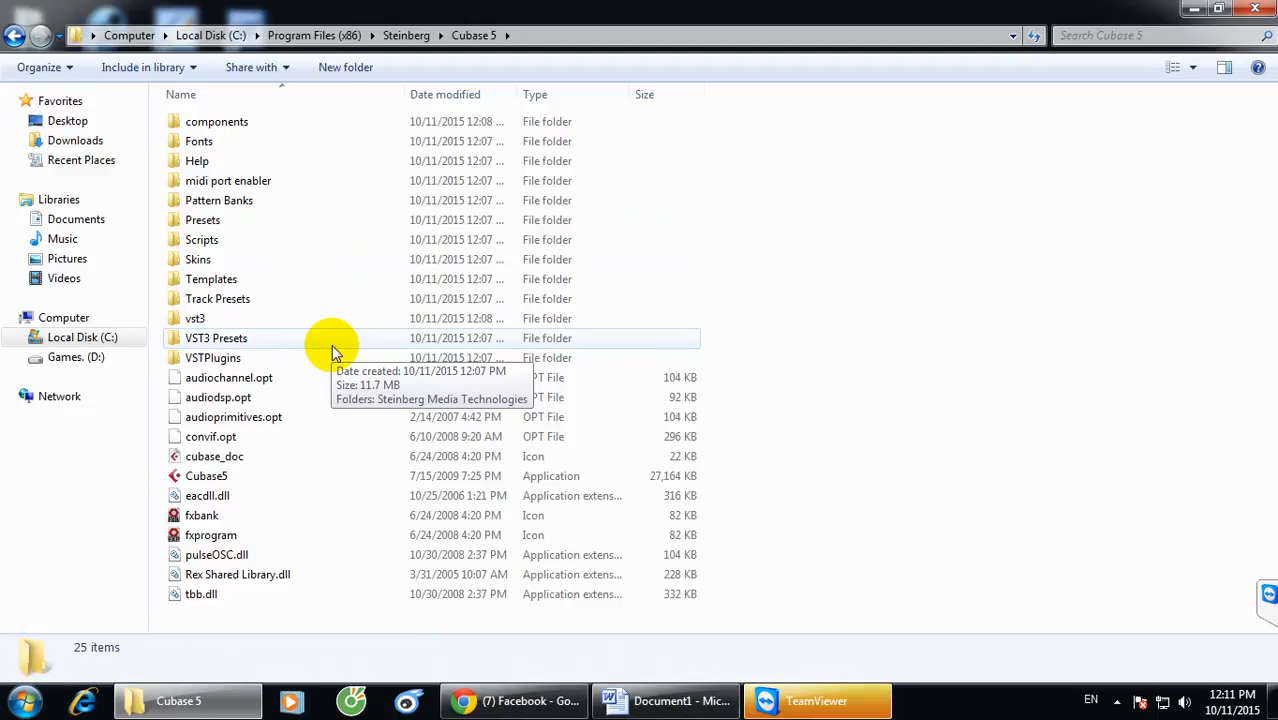 Computer ▸ Local Disk (C:) ▸ Program Files (x86) ▸ Steinberg ▸ Cubase 5 ▸ Search Cubase 5
Organize Include in library Share with New folder
Name Date modified Type Size
Favorites
Desktop
Downloads
Recent Places
Libraries
Documents
Music
Pictures
Videos
Computer
Local Disk (C:)
Games. (D:)
Network
components 10/11/2015 12:08 ... File folder
Fonts 10/11/2015 12:07 ... File folder
Help 10/11/2015 12:07 ... File folder
midi port enabler 10/11/2015 12:07 ... File folder
Pattern Banks 10/11/2015 12:07 ... File folder
Presets 10/11/2015 12:07 ... File folder
Scripts 10/11/2015 12:07 ... File folder
Skins 10/11/2015 12:07 ... File folder
Templates 10/11/2015 12:07 ... File folder
Track Presets 10/11/2015 12:07 ... File folder
vst3 10/11/2015 12:08 ... File folder
VST3 Presets 10/11/2015 12:07 ... File folder
VSTPlugins 10/11/2015 12:07 ... File folder
audiochannel.opt OPT File 104 KB
audiodsp.opt OPT File 92 KB
audioprimitives.opt 2/14/2007 4:42 PM OPT File 104 KB
convif.opt 6/10/2008 9:20 AM OPT File 296 KB
cubase_doc 6/24/2008 4:20 PM Icon 22 KB
Cubase5 7/15/2009 7:25 PM Application 27,164 KB
eacdll.dll 10/25/2006 1:21 PM Application extens... 316 KB
fxbank 6/24/2008 4:20 PM Icon 82 KB
fxprogram 6/24/2008 4:20 PM Icon 82 KB
pulseOSC.dll 10/30/2008 2:37 PM Application extens... 104 KB
Rex Shared Library.dll 3/31/2005 10:07 AM Application extens... 228 KB
tbb.dll 10/30/2008 2:37 PM Application extens... 332 KB
Date created: 10/11/2015 12:07 PM
Size: 11.7 MB
Folders: Steinberg Media Technologies
25 items
Cubase 5 (7) Facebook - Go... Document1 - Mic... TeamViewer EN 12:11 PM
10/11/2015